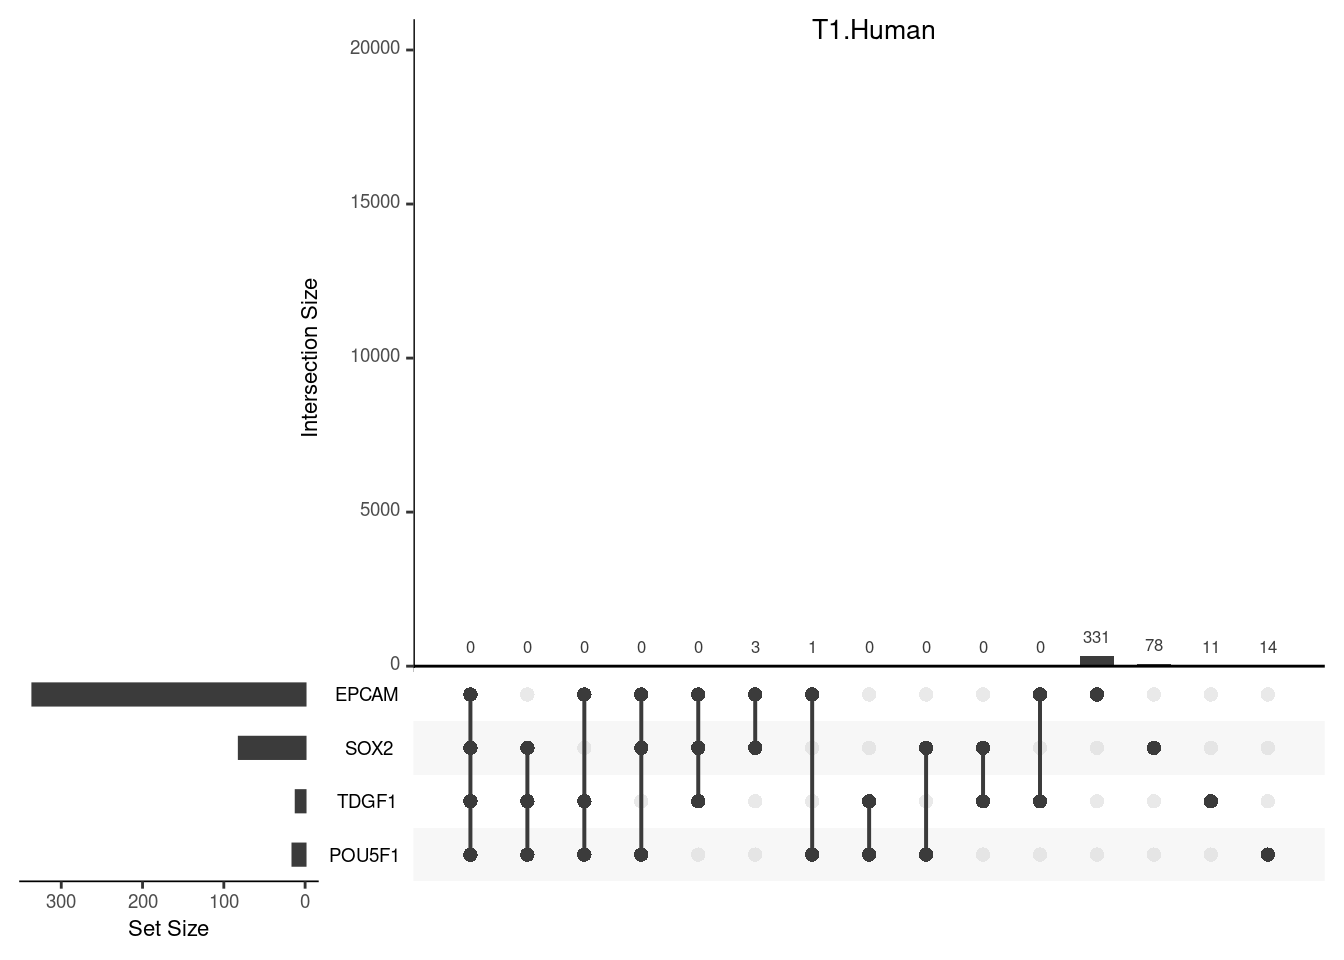 T1.Human
20000
15000
10000
5000
0
Intersection Size
0 0 0 0 0 3 1 0 0 0 0 331 78 11 14
EPCAM
SOX2
TDGF1
POU5F1
300 200 100 0
Set Size